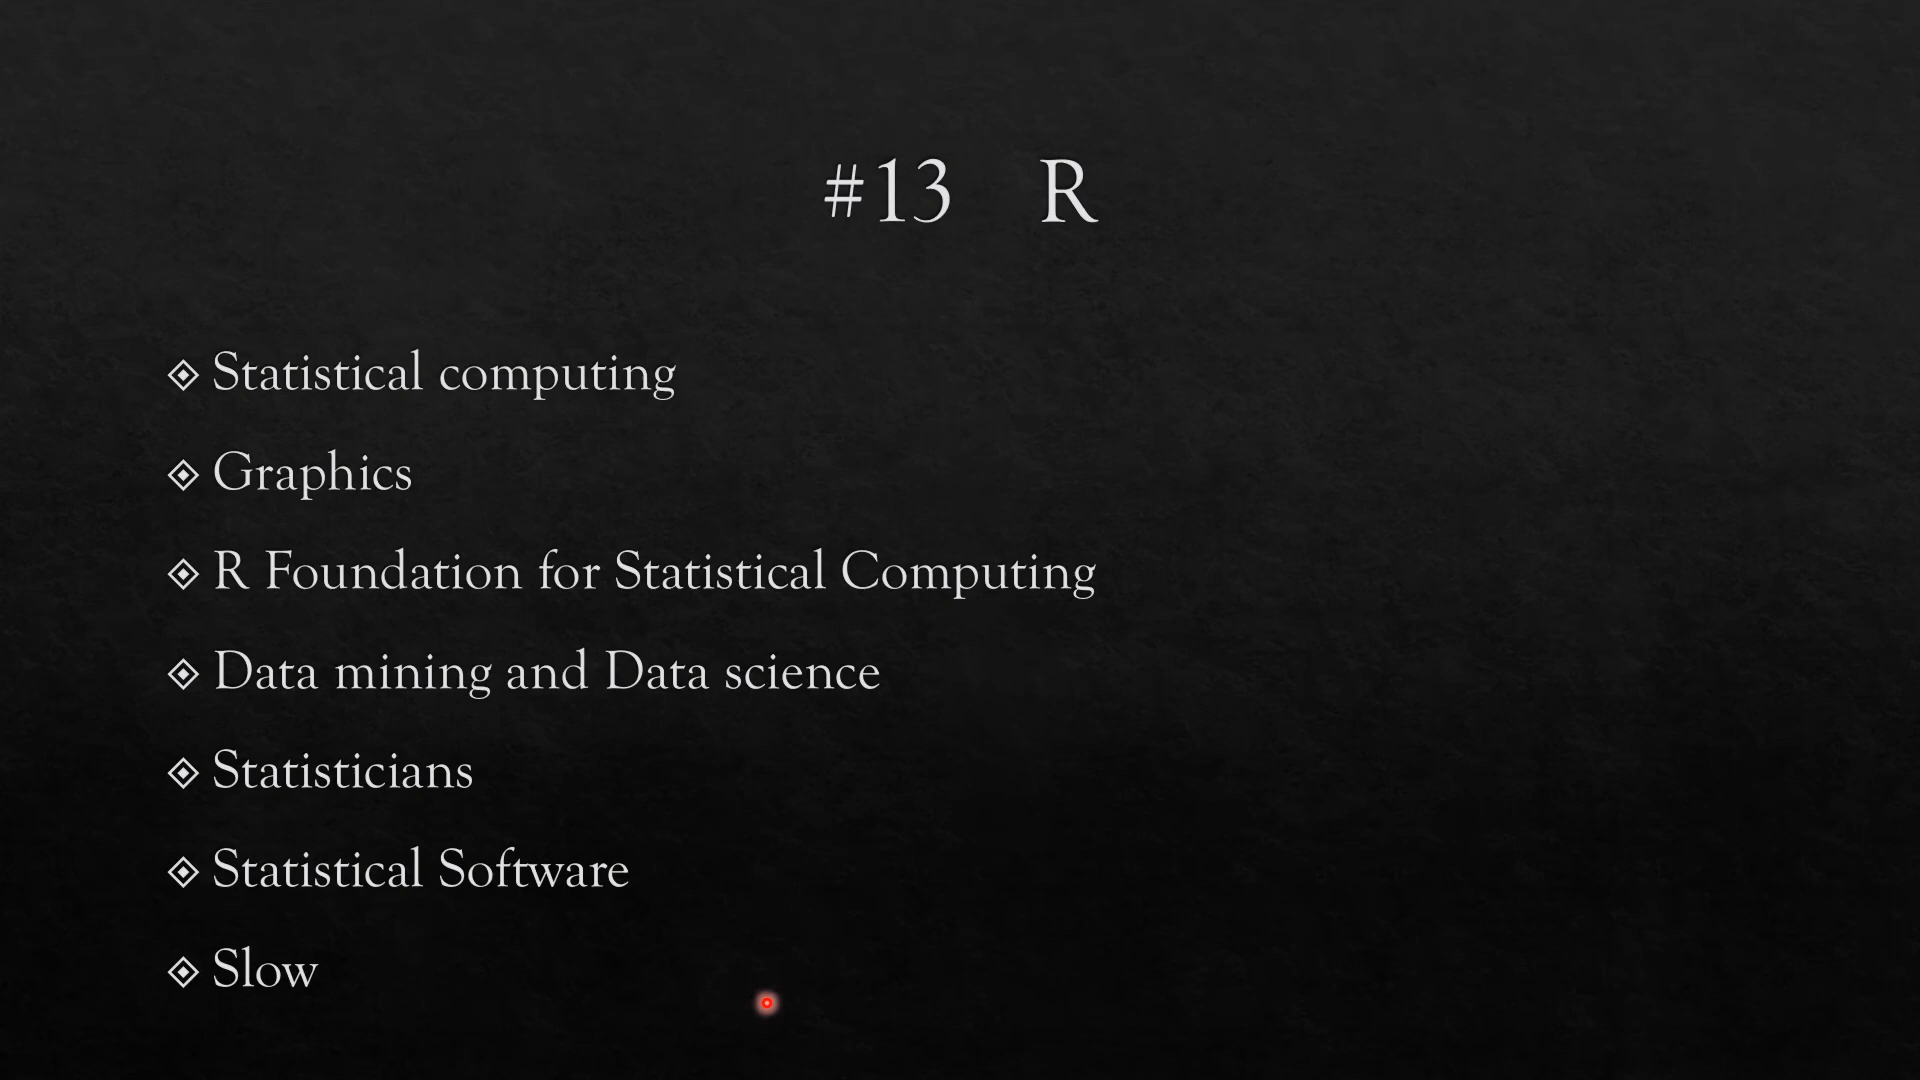 #13 R
Statistical computing
Graphics
R Foundation for Statistical Computing
Data mining and Data science
Statisticians
Statistical Software
Slow